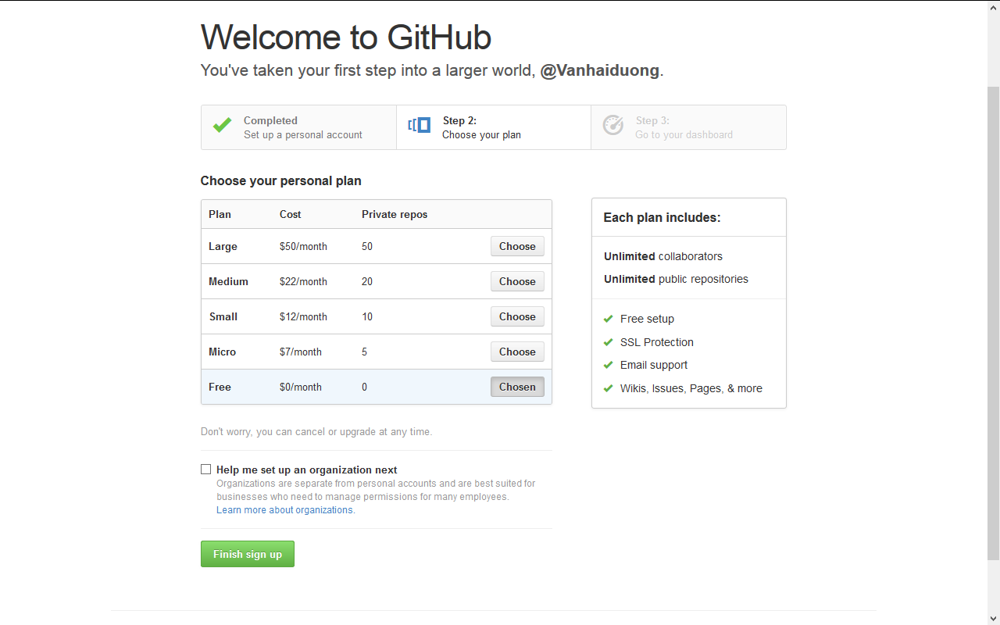 Welcome to GitHub
You've taken your first step into a larger world, @Vanhaiduong.
Completed
Set up a personal account
Step 2:
Choose your plan
Step 3:
Go to your dashboard
Choose your personal plan
Plan Cost Private repos
Large $50/month 50 Choose
Medium $22/month 20 Choose
Small $12/month 10 Choose
Micro $7/month 5 Choose
Free $0/month 0 Chosen
Don't worry, you can cancel or upgrade at any time.
Help me set up an organization next
Organizations are separate from personal accounts and are best suited for
businesses who need to manage permissions for many employees.
Learn more about organizations.
Finish sign up
Each plan includes:
Unlimited collaborators
Unlimited public repositories
Free setup
SSL Protection
Email support
Wikis, Issues, Pages, & more